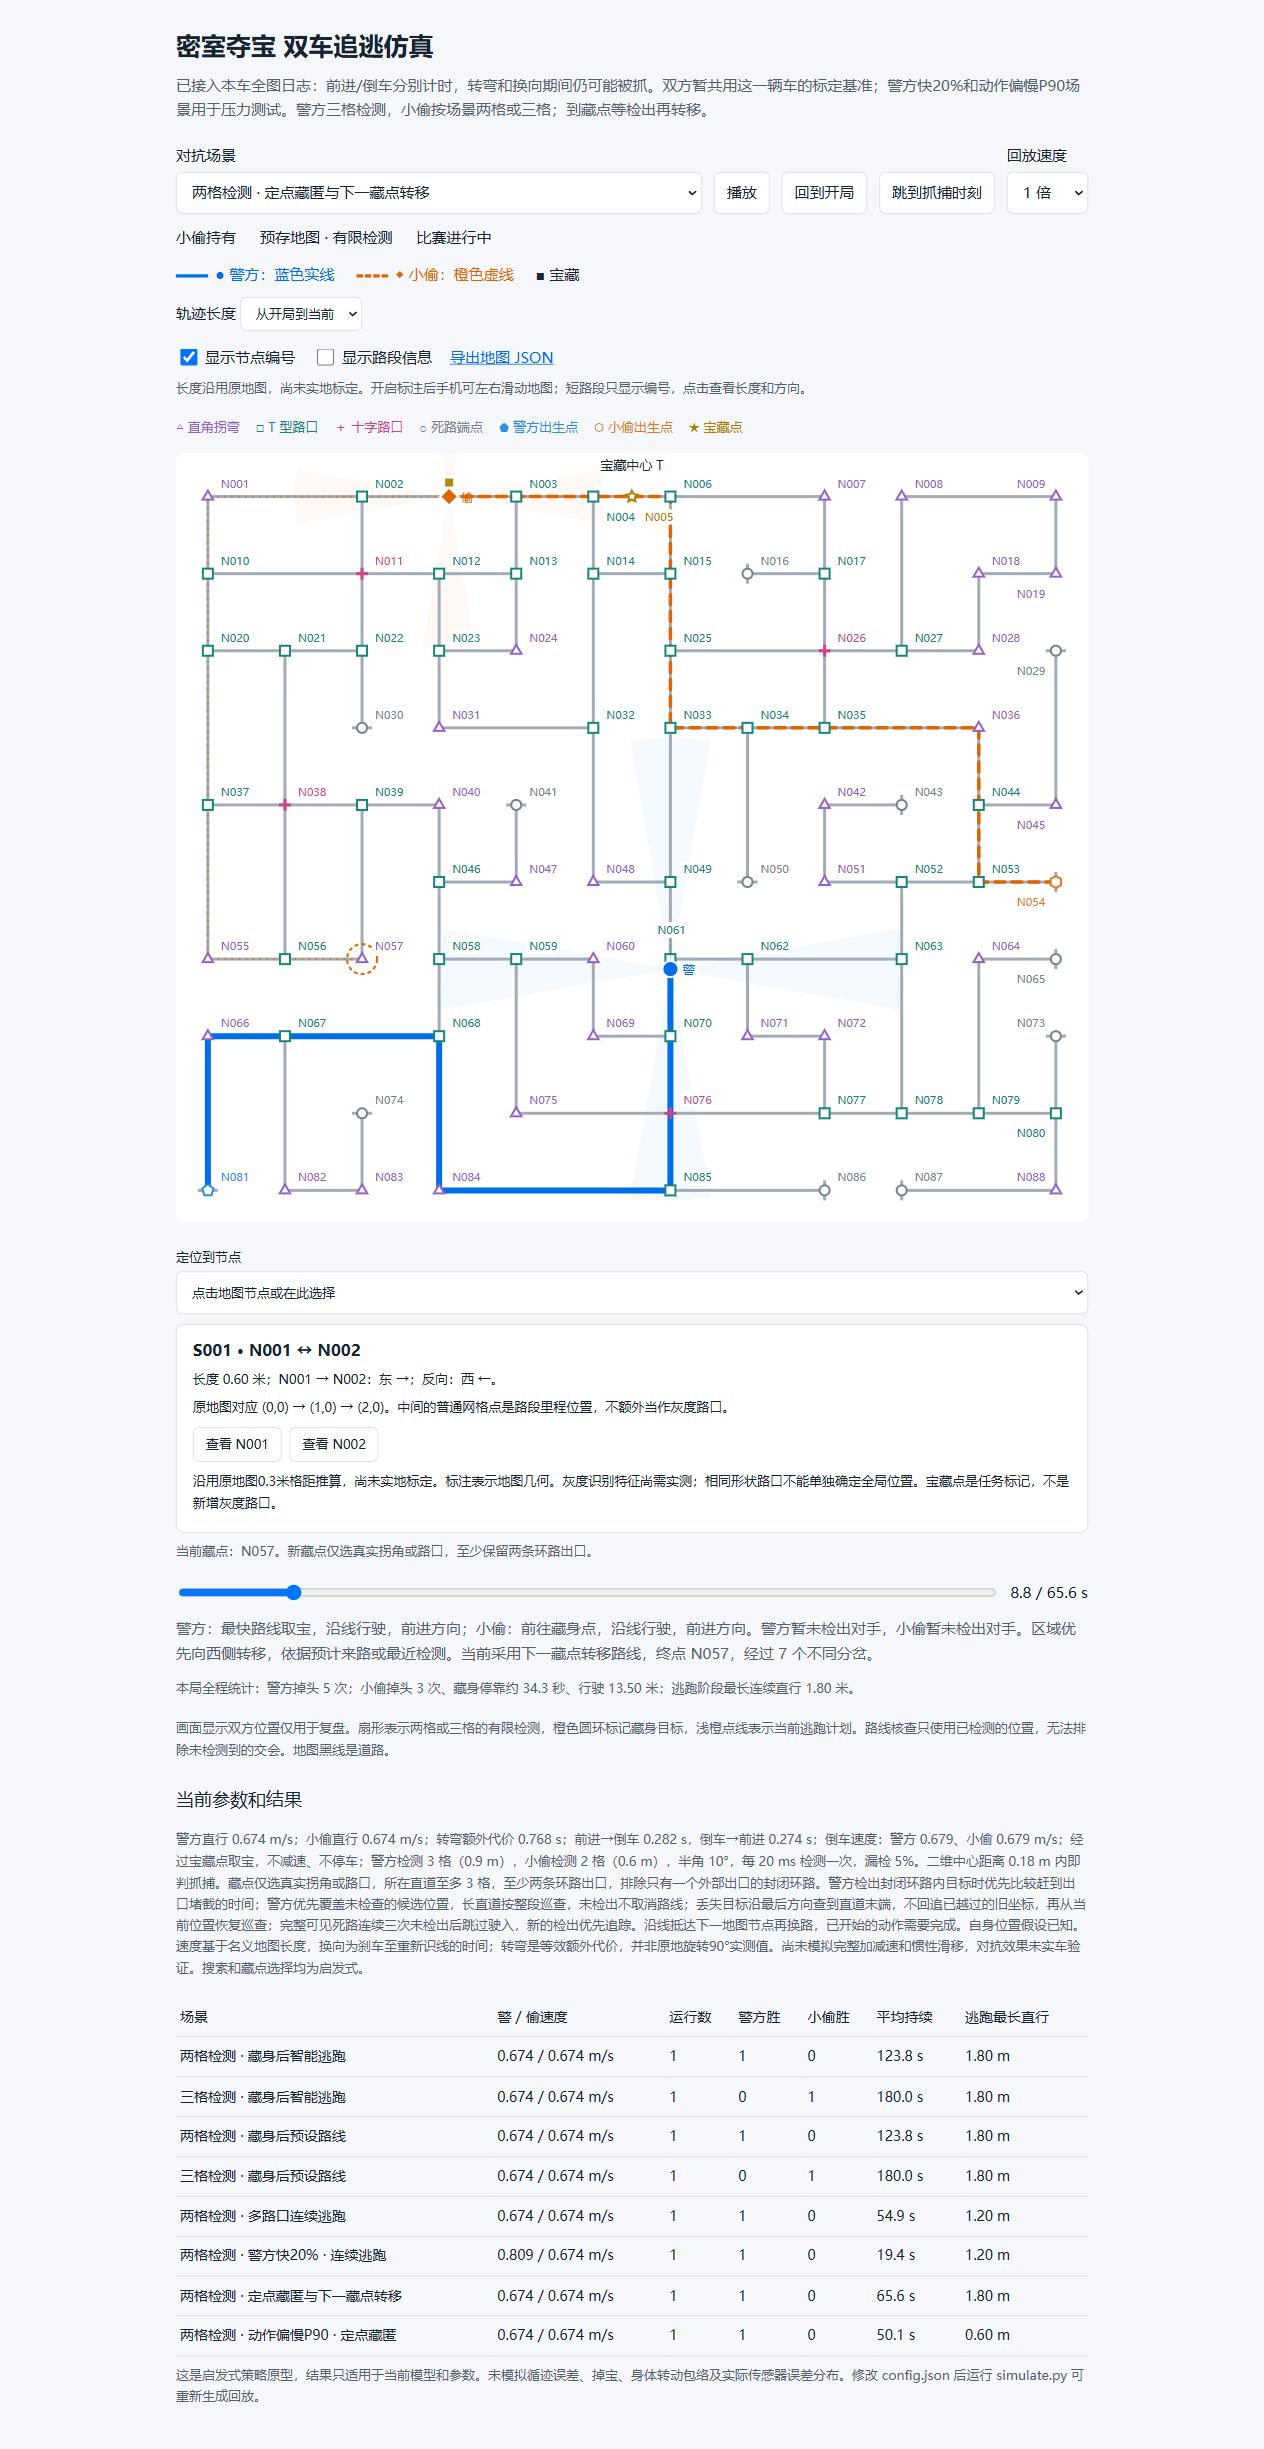 密室夺宝 双车追逃仿真
已接入本车全图日志：前进/倒车分别计时，转弯和换向期间仍可能被抓。双方暂共用这一辆车的标定基准；警方快20%和动作偏慢P90场
景用于压力测试。警方三格检测，小偷按场景两格或三格；到藏点等检出再转移。
对抗场景
回放速度
两格检测 · 定点藏匿与下一藏点转移
播放
回到开局
跳到抓捕时刻
1 倍
小偷持有 预存地图 · 有限检测 比赛进行中
警方：蓝色实线 小偷：橙色虚线 宝藏
轨迹长度 从开局到当前
显示节点编号 显示路段信息 导出地图 JSON
长度沿用原地图，尚未实地标定。开启标注后手机可左右滑动地图；短路段只显示编号，点击查看长度和方向。
直角拐弯 T 型路口 十字路口 死路端点 警方出生点 小偷出生点 宝藏点
宝藏中心 T
N001 N002 偷 N003 N006 N007 N008 N009
N004 N005
N010 N011 N012 N013 N014 N015 N016 N017 N018
N019
N020 N021 N022 N023 N024 N025 N026 N027 N028
N029
N030 N031 N032 N033 N034 N035 N036
N037 N038 N039 N040 N041 N042 N043 N044
N045
N046 N047 N048 N049 N050 N051 N052 N053
N054
N061
N055 N056 N057 N058 N059 N060 N062 N063 N064
警
N065
N066 N067 N068 N069 N070 N071 N072 N073
N074 N075 N076 N077 N078 N079
N080
N081 N082 N083 N084 N085 N086 N087 N088
定位到节点
点击地图节点或在此选择
S001 • N001 ↔ N002
长度 0.60 米；N001 → N002：东 →；反向：西 ←。
原地图对应 (0,0) → (1,0) → (2,0)。中间的普通网格点是路段里程位置，不额外当作灰度路口。
查看 N001 查看 N002
沿用原地图0.3米格距推算，尚未实地标定。标注表示地图几何。灰度识别特征尚需实测；相同形状路口不能单独确定全局位置。宝藏点是任务标记，不是
新增灰度路口。
当前藏点：N057。新藏点仅选真实拐角或路口，至少保留两条环路出口。
8.8 / 65.6 s
警方：最快路线取宝，沿线行驶，前进方向；小偷：前往藏身点，沿线行驶，前进方向。警方暂未检出对手，小偷暂未检出对手。区域优
先向西侧转移，依据预计来路或最近检测。当前采用下一藏点转移路线，终点 N057，经过 7 个不同分岔。
本局全程统计：警方掉头 5 次；小偷掉头 3 次、藏身停靠约 34.3 秒、行驶 13.50 米；逃跑阶段最长连续直行 1.80 米。
画面显示双方位置仅用于复盘。扇形表示两格或三格的有限检测，橙色圆环标记藏身目标，浅橙点线表示当前逃跑计划。路线核查只使用已检测的位置，无法排
除未检测到的交会。地图黑线是道路。
当前参数和结果
警方直行 0.674 m/s；小偷直行 0.674 m/s；转弯额外代价 0.768 s；前进→倒车 0.282 s，倒车→前进 0.274 s；倒车速度：警方 0.679、小偷 0.679 m/s；经
过宝藏点取宝，不减速、不停车；警方检测 3 格（0.9 m），小偷检测 2 格（0.6 m），半角 10°，每 20 ms 检测一次，漏检 5%。二维中心距离 0.18 m 内即
判抓捕。藏点仅选真实拐角或路口，所在直道至多 3 格，至少两条环路出口，排除只有一个外部出口的封闭环路。警方检出封闭环路内目标时优先比较赶到出
口堵截的时间；警方优先覆盖未检查的候选位置，长直道按整段巡查，未检出不取消路线；丢失目标沿最后方向查到直道末端，不回追已越过的旧坐标，再从当
前位置恢复巡查；完整可见死路连续三次未检出后跳过驶入，新的检出优先追踪。沿线抵达下一地图节点再换路，已开始的动作需要完成。自身位置假设已知。
速度基于名义地图长度，换向为刹车至重新识线的时间；转弯是等效额外代价，并非原地旋转90°实测值。尚未模拟完整加减速和惯性滑移，对抗效果未实车验
证。搜索和藏点选择均为启发式。
场景 警 / 偷速度 运行数 警方胜 小偷胜 平均持续 逃跑最长直行
两格检测 · 藏身后智能逃跑 0.674 / 0.674 m/s 1 1 0 123.8 s 1.80 m
三格检测 · 藏身后智能逃跑 0.674 / 0.674 m/s 1 0 1 180.0 s 1.80 m
两格检测 · 藏身后预设路线 0.674 / 0.674 m/s 1 1 0 123.8 s 1.80 m
三格检测 · 藏身后预设路线 0.674 / 0.674 m/s 1 0 1 180.0 s 1.80 m
两格检测 · 多路口连续逃跑 0.674 / 0.674 m/s 1 1 0 54.9 s 1.20 m
两格检测 · 警方快20% · 连续逃跑 0.809 / 0.674 m/s 1 1 0 19.4 s 1.20 m
两格检测 · 定点藏匿与下一藏点转移 0.674 / 0.674 m/s 1 1 0 65.6 s 1.80 m
两格检测 · 动作偏慢P90 · 定点藏匿 0.674 / 0.674 m/s 1 1 0 50.1 s 0.60 m
这是启发式策略原型，结果只适用于当前模型和参数。未模拟循迹误差、掉宝、身体转动包络及实际传感器误差分布。修改 config.json 后运行 simulate.py 可
重新生成回放。